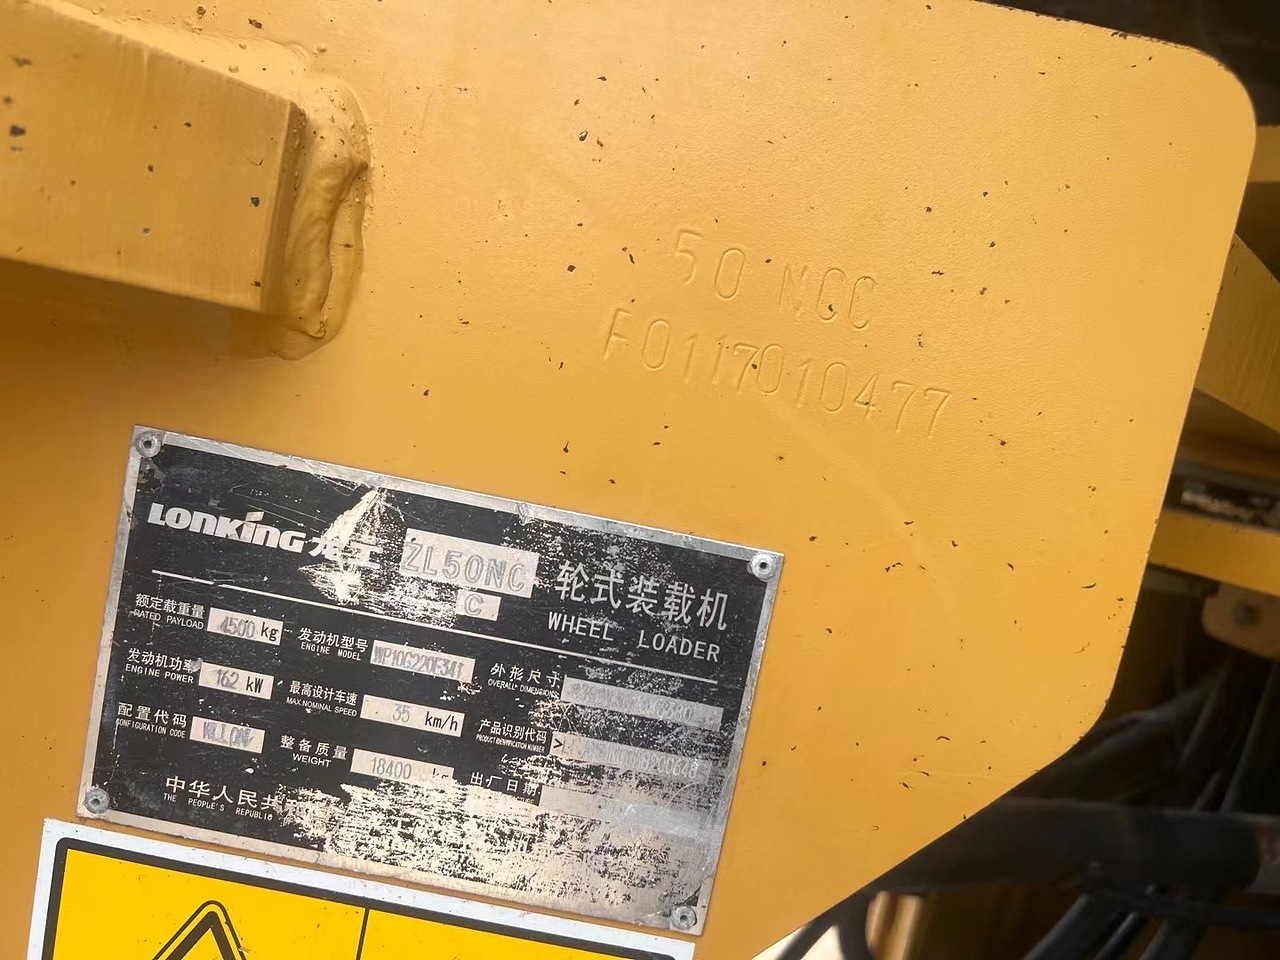 50 NCC
F0117010477
LONKING 龙工 ZL50NC
C
轮式装载机
WHEEL LOADER
额定载重量
RATED PAYLOAD
4500 kg
发动机型号
ENGINE MODEL
WP10G220E341
外形尺寸
OVERALL DIMENSIONS
发动机功率
ENGINE POWER
162 kW
最高设计车速
MAX.NOMINAL SPEED
35 km/h
产品识别代码
PRODUCT IDENTIFICATION NUMBER
配置代码
CONFIGURATION CODE
整备质量
WEIGHT
18400
出厂日期
中华人民共
THE PEOPLE'S REPUBLIC